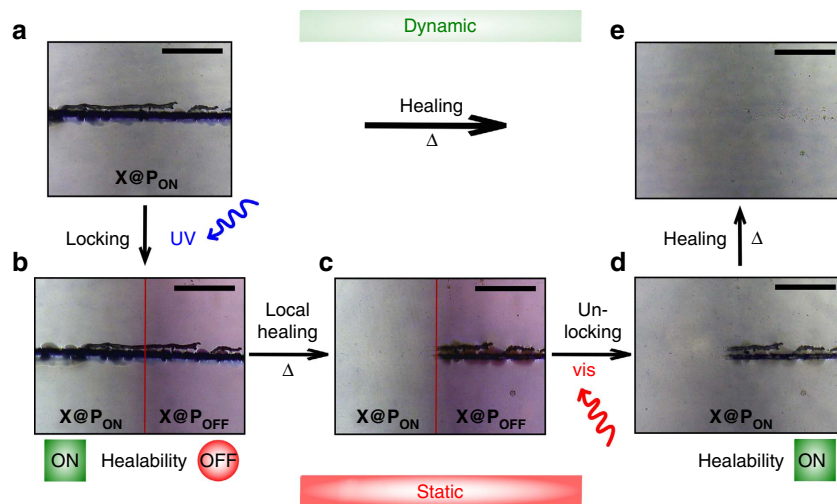 a
Dynamic
e
Healing
Δ
X@P_ON
Locking
UV
Healing
Δ
b
c
d
Local
healing
Δ
Un-
locking
vis
X@P_ON
X@P_OFF
X@P_ON
X@P_OFF
X@P_ON
ON
Healability
OFF
Static
Healability
ON